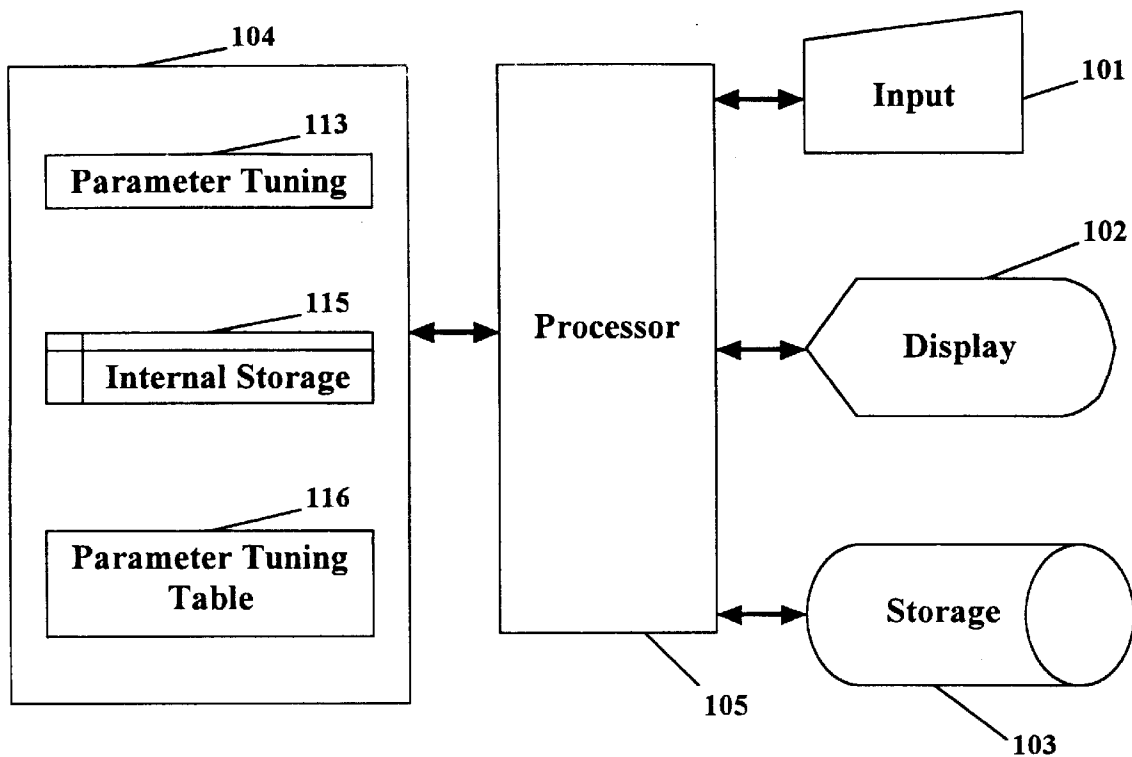 104
113
Parameter Tuning
115
Internal Storage
116
Parameter Tuning
Table
Processor
105
Input
101
102
Display
Storage
103